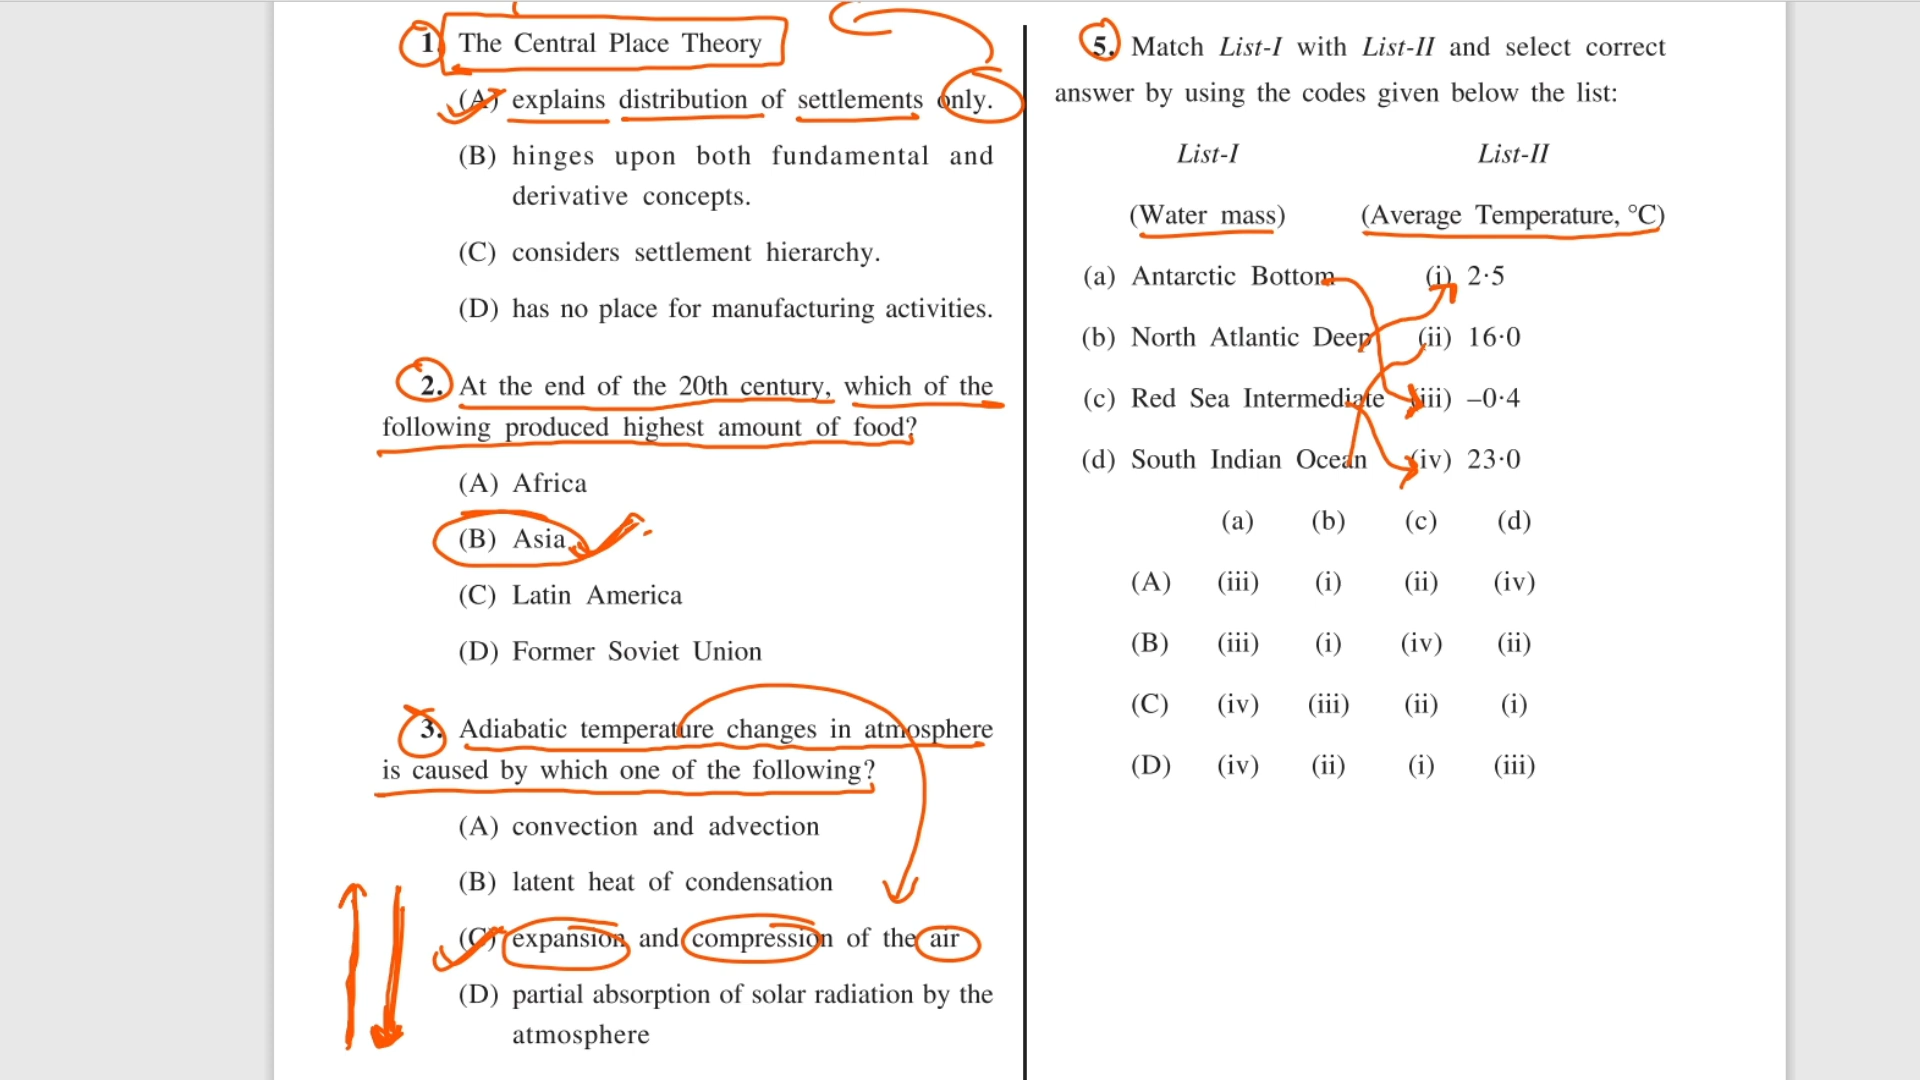 1. The Central Place Theory
(A) explains distribution of settlements only.
(B) hinges upon both fundamental and
derivative concepts.
(C) considers settlement hierarchy.
(D) has no place for manufacturing activities.
2. At the end of the 20th century, which of the
following produced highest amount of food?
(A) Africa
(B) Asia
(C) Latin America
(D) Former Soviet Union
3. Adiabatic temperature changes in atmosphere
is caused by which one of the following?
(A) convection and advection
(B) latent heat of condensation
(C) expansion and compression of the air
(D) partial absorption of solar radiation by the
atmosphere
5. Match List-I with List-II and select correct
answer by using the codes given below the list:
List-I List-II
(Water mass) (Average Temperature, °C)
(a) Antarctic Bottom (i) 2·5
(b) North Atlantic Deep (ii) 16·0
(c) Red Sea Intermediate (iii) –0·4
(d) South Indian Ocean (iv) 23·0
(a) (b) (c) (d)
(A) (iii) (i) (ii) (iv)
(B) (iii) (i) (iv) (ii)
(C) (iv) (iii) (ii) (i)
(D) (iv) (ii) (i) (iii)